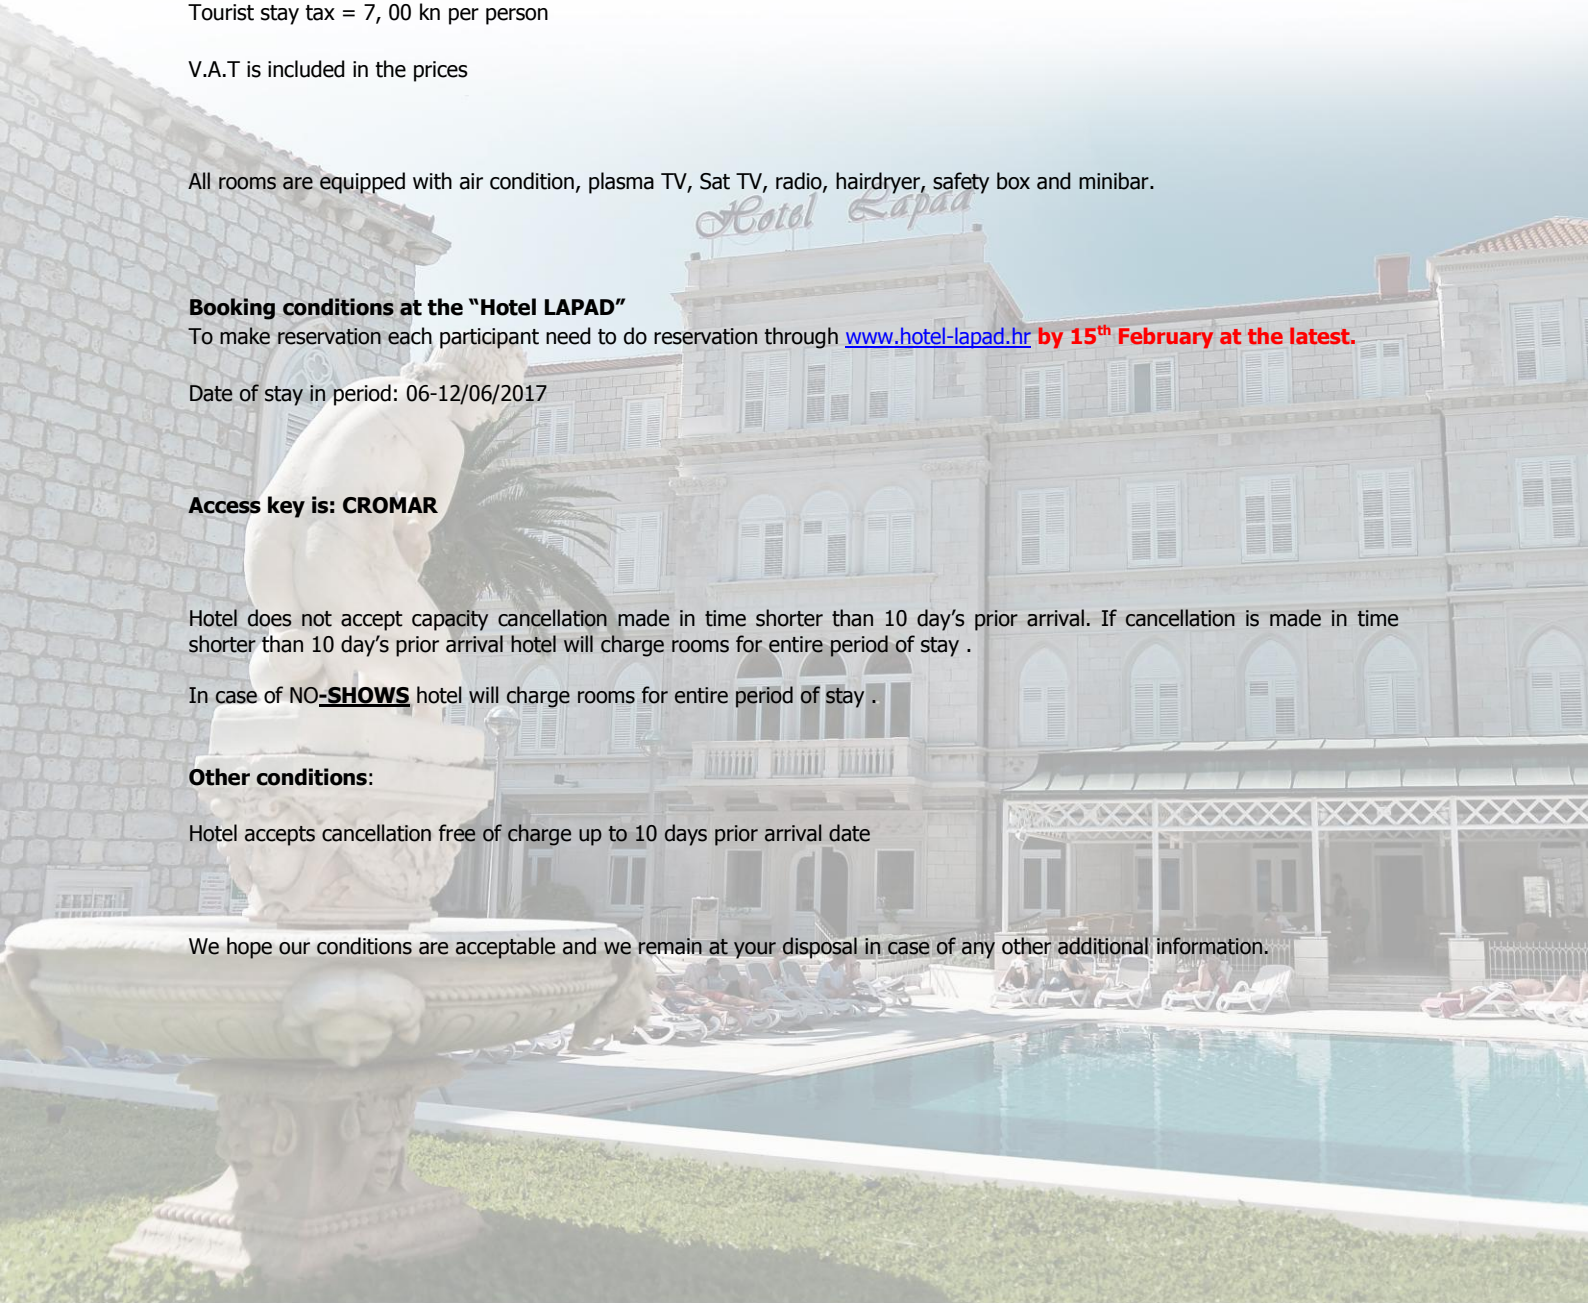 Tourist stay tax = 7, 00 kn per person
V.A.T is included in the prices
All rooms are equipped with air condition, plasma TV, Sat TV, radio, hairdryer, safety box and minibar.
Hotel Lapad
Booking conditions at the “Hotel LAPAD”
To make reservation each participant need to do reservation through www.hotel-lapad.hr by 15th February at the latest.
Date of stay in period: 06-12/06/2017
Access key is: CROMAR
Hotel does not accept capacity cancellation made in time shorter than 10 day’s prior arrival. If cancellation is made in time
shorter than 10 day’s prior arrival hotel will charge rooms for entire period of stay .
In case of NO-SHOWS hotel will charge rooms for entire period of stay .
Other conditions:
Hotel accepts cancellation free of charge up to 10 days prior arrival date
We hope our conditions are acceptable and we remain at your disposal in case of any other additional information.